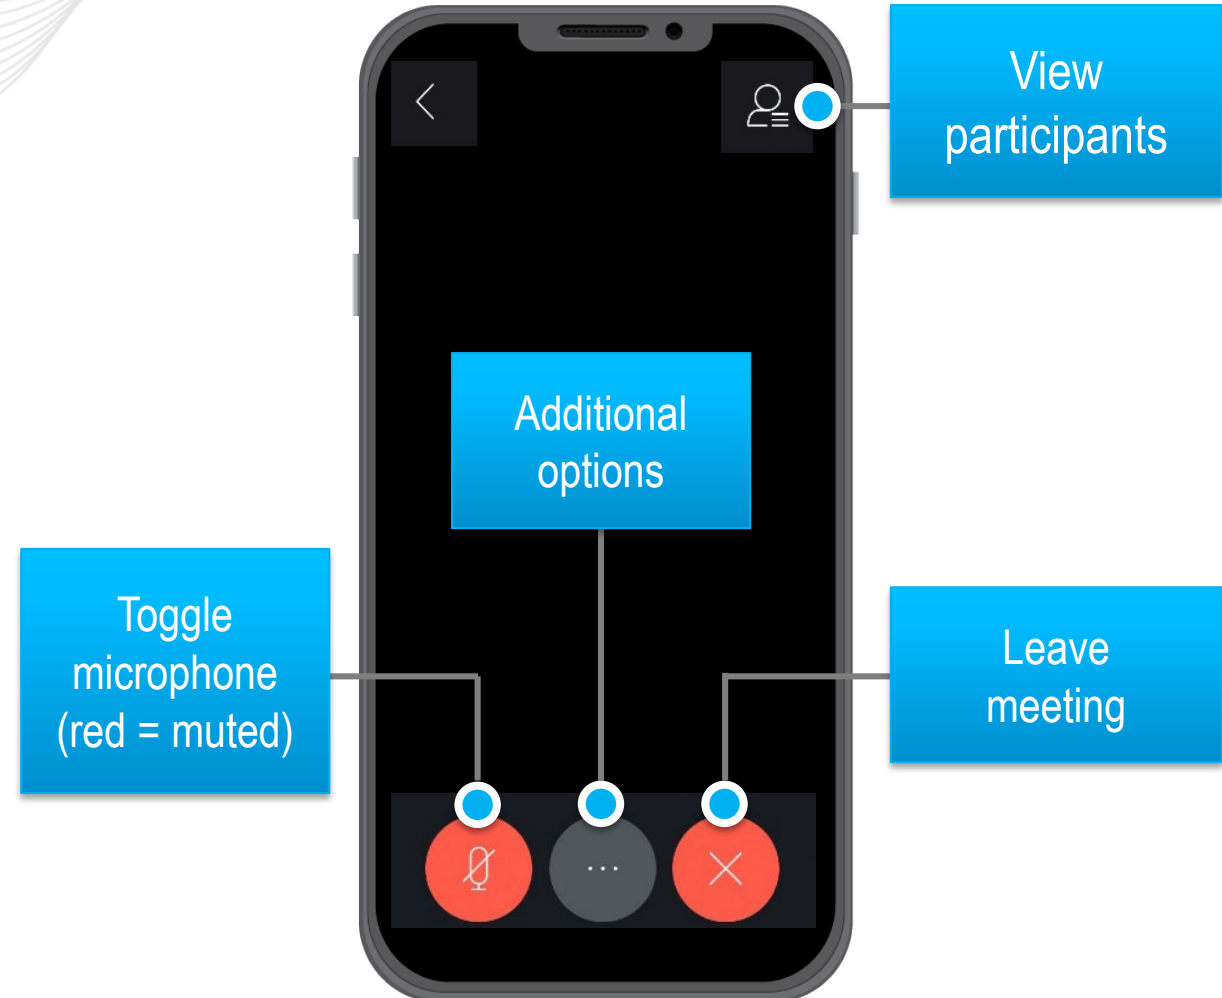 View
participants
Additional
options
Toggle
microphone
(red = muted)
Leave
meeting